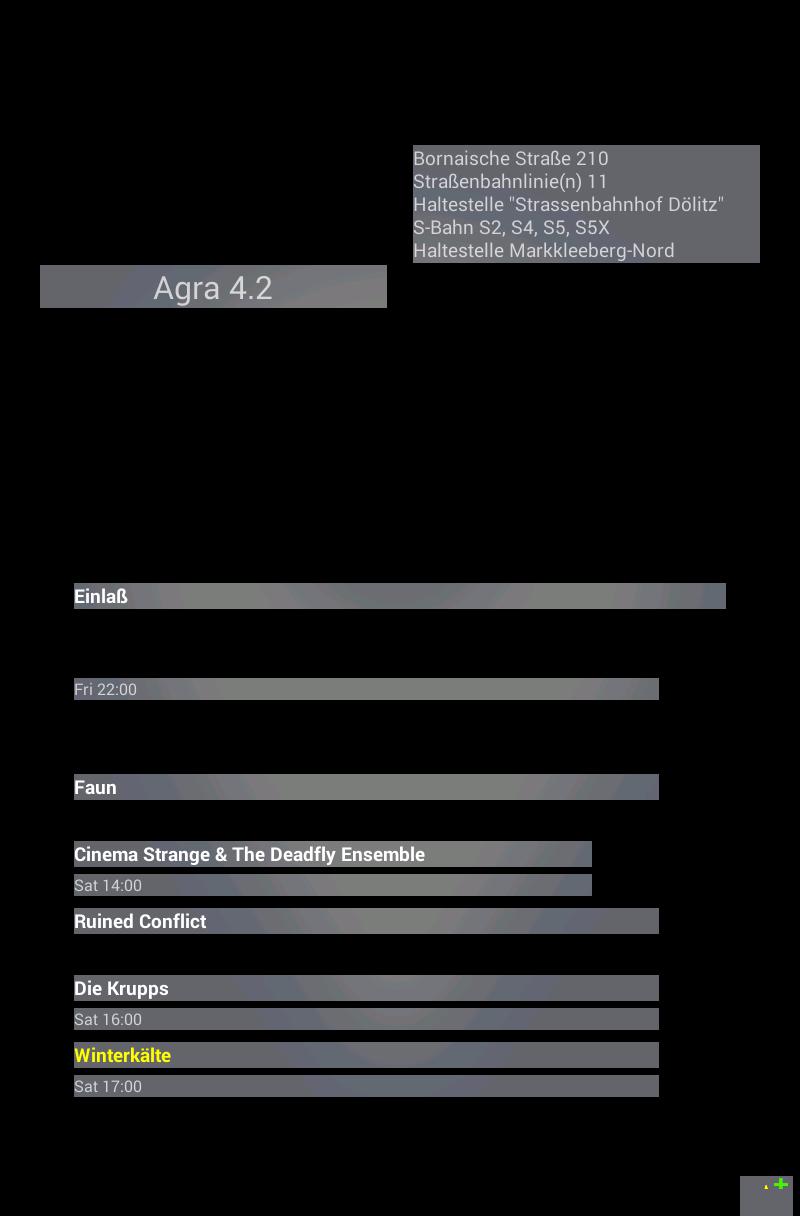 Bornaische Straße 210
Straßenbahnlinie(n) 11
Haltestelle "Strassenbahnhof Dölitz"
S-Bahn S2, S4, S5, S5X
Haltestelle Markkleeberg-Nord
Agra 4.2
Einlaß
Fri 22:00
Faun
Cinema Strange & The Deadfly Ensemble
Sat 14:00
Ruined Conflict
Die Krupps
Sat 16:00
Winterkälte
Sat 17:00